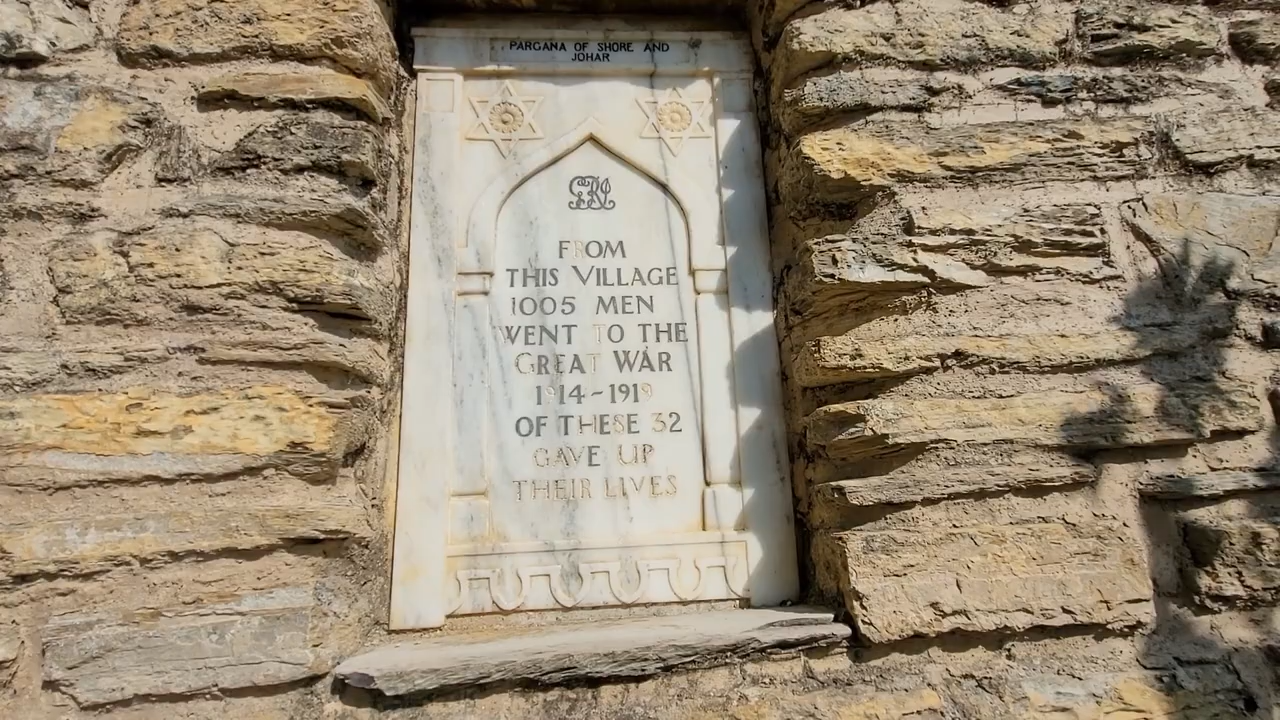 PARGANA OF SHORE AND
JOHAR
GRI
FROM
THIS VILLAGE
1005 MEN
WENT TO THE
GREAT WAR
1914~1919
OF THESE 32
GAVE UP
THEIR LIVES